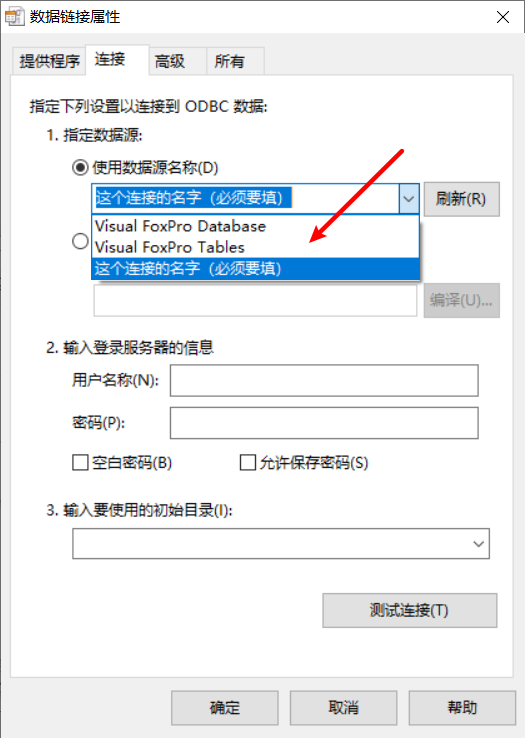 数据链接属性
提供程序 连接 高级 所有
指定下列设置以连接到 ODBC 数据:
1. 指定数据源:
使用数据源名称(D)
这个连接的名字（必须要填） 刷新(R)
Visual FoxPro Database
Visual FoxPro Tables
这个连接的名字（必须要填）
编译(U)...
2. 输入登录服务器的信息
用户名称(N):
密码(P):
空白密码(B) 允许保存密码(S)
3. 输入要使用的初始目录(I):
测试连接(T)
确定 取消 帮助